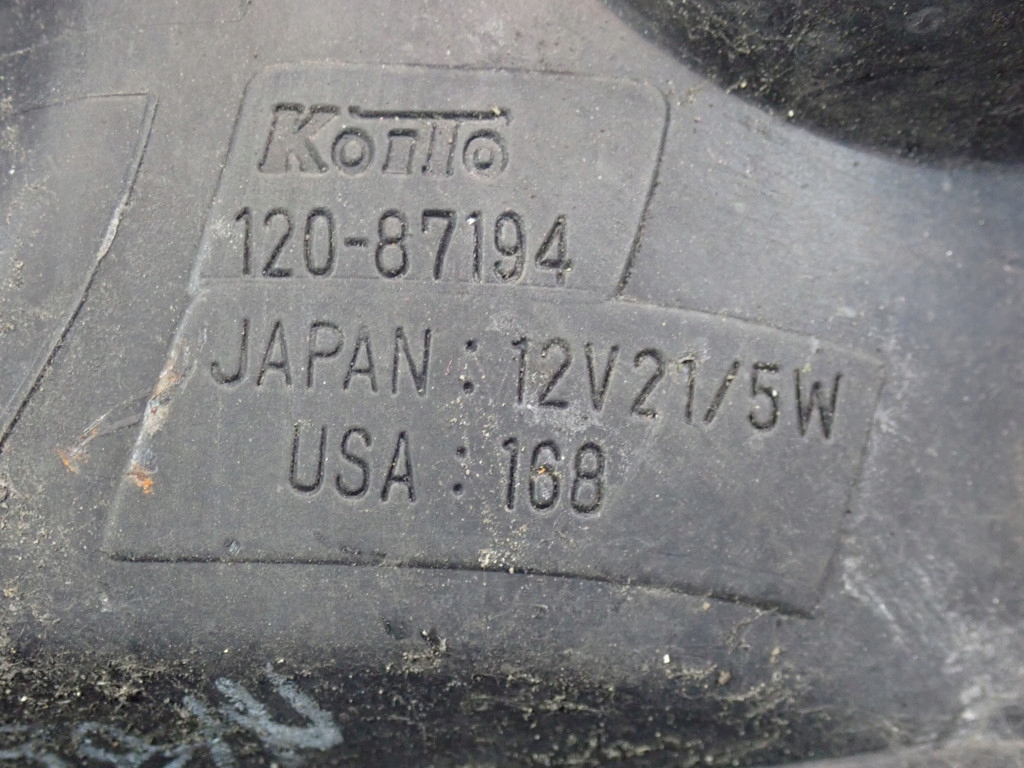 KoiTo
120-87194
JAPAN : 12V21/5W
USA : 168